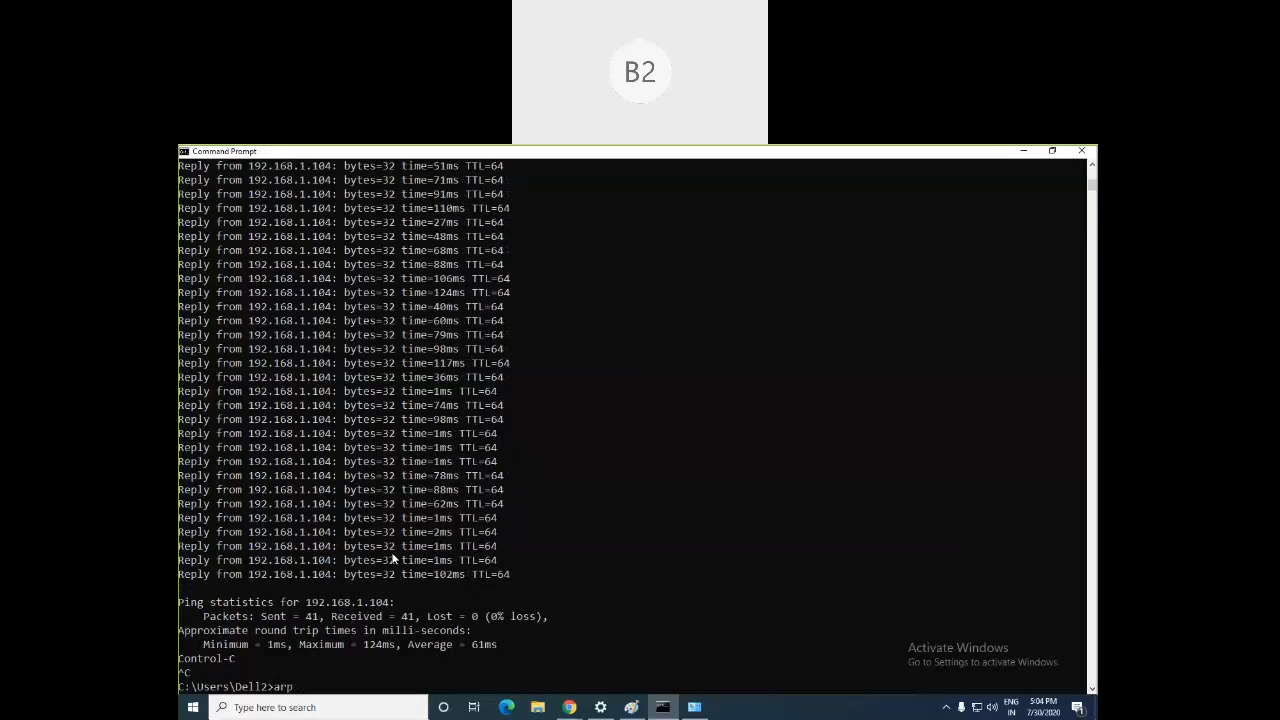 B2
Command Prompt
Reply from 192.168.1.104: bytes=32 time=51ms TTL=64
Reply from 192.168.1.104: bytes=32 time=71ms TTL=64
Reply from 192.168.1.104: bytes=32 time=91ms TTL=64
Reply from 192.168.1.104: bytes=32 time=110ms TTL=64
Reply from 192.168.1.104: bytes=32 time=27ms TTL=64
Reply from 192.168.1.104: bytes=32 time=48ms TTL=64
Reply from 192.168.1.104: bytes=32 time=68ms TTL=64
Reply from 192.168.1.104: bytes=32 time=88ms TTL=64
Reply from 192.168.1.104: bytes=32 time=106ms TTL=64
Reply from 192.168.1.104: bytes=32 time=124ms TTL=64
Reply from 192.168.1.104: bytes=32 time=40ms TTL=64
Reply from 192.168.1.104: bytes=32 time=60ms TTL=64
Reply from 192.168.1.104: bytes=32 time=79ms TTL=64
Reply from 192.168.1.104: bytes=32 time=98ms TTL=64
Reply from 192.168.1.104: bytes=32 time=117ms TTL=64
Reply from 192.168.1.104: bytes=32 time=36ms TTL=64
Reply from 192.168.1.104: bytes=32 time=1ms TTL=64
Reply from 192.168.1.104: bytes=32 time=74ms TTL=64
Reply from 192.168.1.104: bytes=32 time=98ms TTL=64
Reply from 192.168.1.104: bytes=32 time=1ms TTL=64
Reply from 192.168.1.104: bytes=32 time=1ms TTL=64
Reply from 192.168.1.104: bytes=32 time=1ms TTL=64
Reply from 192.168.1.104: bytes=32 time=78ms TTL=64
Reply from 192.168.1.104: bytes=32 time=88ms TTL=64
Reply from 192.168.1.104: bytes=32 time=62ms TTL=64
Reply from 192.168.1.104: bytes=32 time=1ms TTL=64
Reply from 192.168.1.104: bytes=32 time=2ms TTL=64
Reply from 192.168.1.104: bytes=32 time=1ms TTL=64
Reply from 192.168.1.104: bytes=32 time=1ms TTL=64
Reply from 192.168.1.104: bytes=32 time=102ms TTL=64
Ping statistics for 192.168.1.104:
Packets: Sent = 41, Received = 41, Lost = 0 (0% loss),
Approximate round trip times in milli-seconds:
Minimum = 1ms, Maximum = 124ms, Average = 61ms
Control-C
^C
C:\Users\Dell2>arp
Activate Windows
Go to Settings to activate Windows.
Type here to search
ENG
IN
5:04 PM
7/30/2020